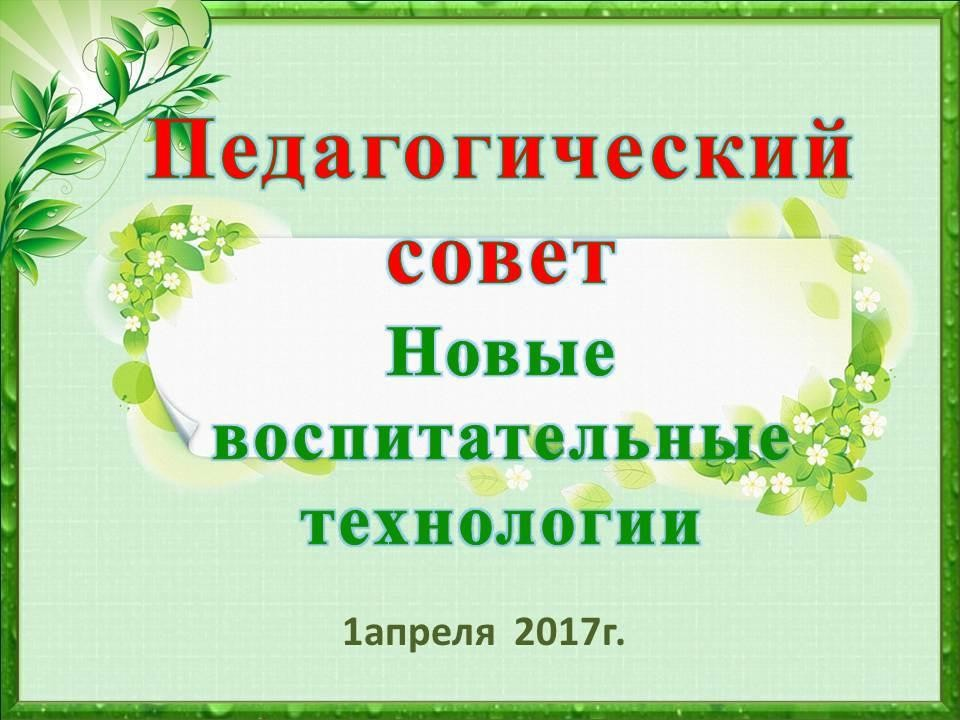 Педагогический
совет
Новые
воспитательные
технологии
1апреля 2017г.